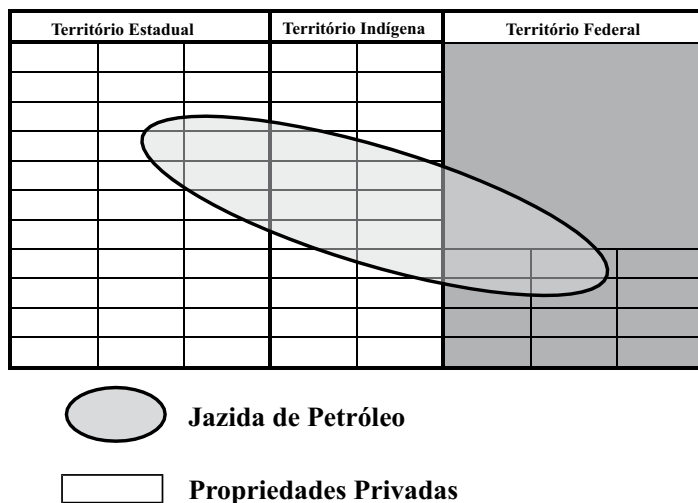 Território Estadual
Território Indígena
Território Federal
Jazida de Petróleo
Propriedades Privadas